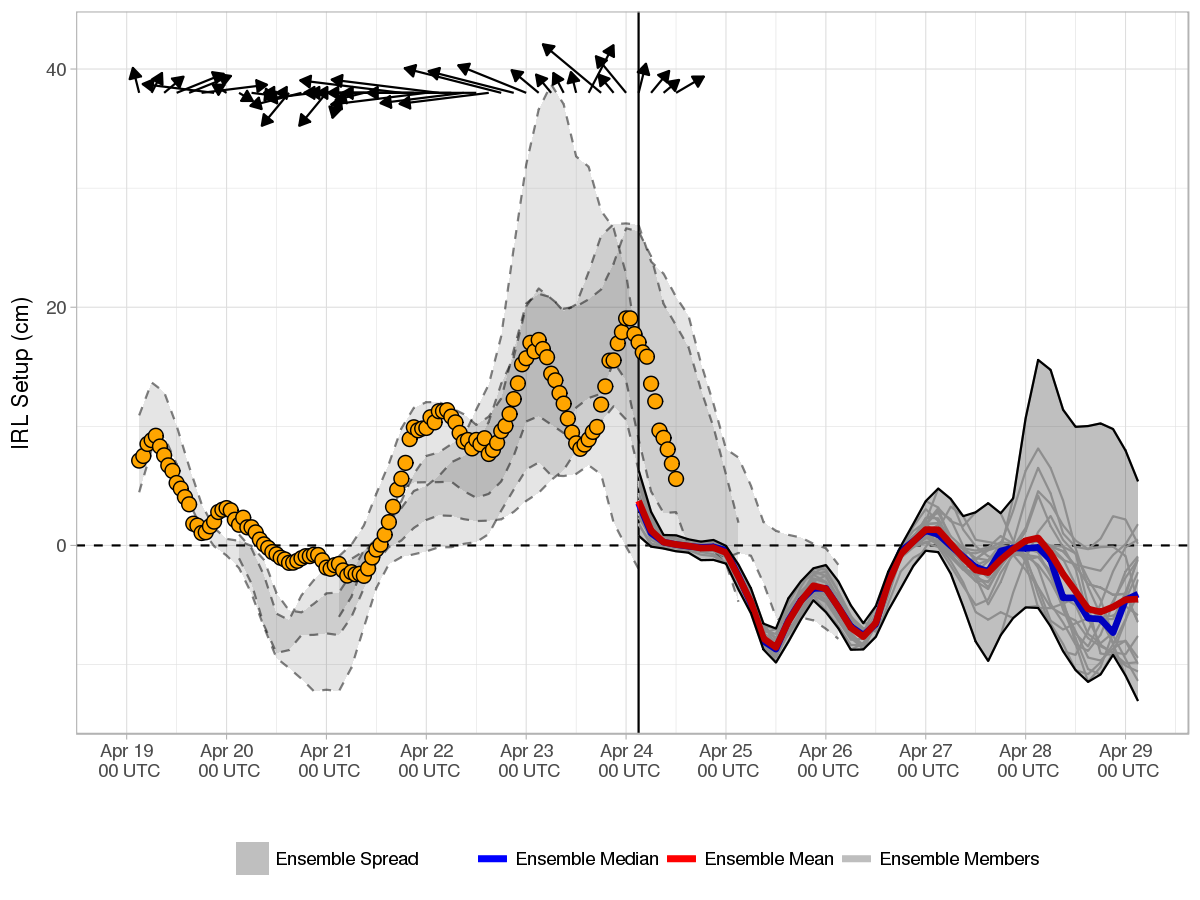 IRL Setup (cm)
40
20
0
Apr 19 Apr 20 Apr 21 Apr 22 Apr 23 Apr 24 Apr 25 Apr 26 Apr 27 Apr 28 Apr 29
00 UTC 00 UTC 00 UTC 00 UTC 00 UTC 00 UTC 00 UTC 00 UTC 00 UTC 00 UTC 00 UTC
Ensemble Spread Ensemble Median Ensemble Mean Ensemble Members